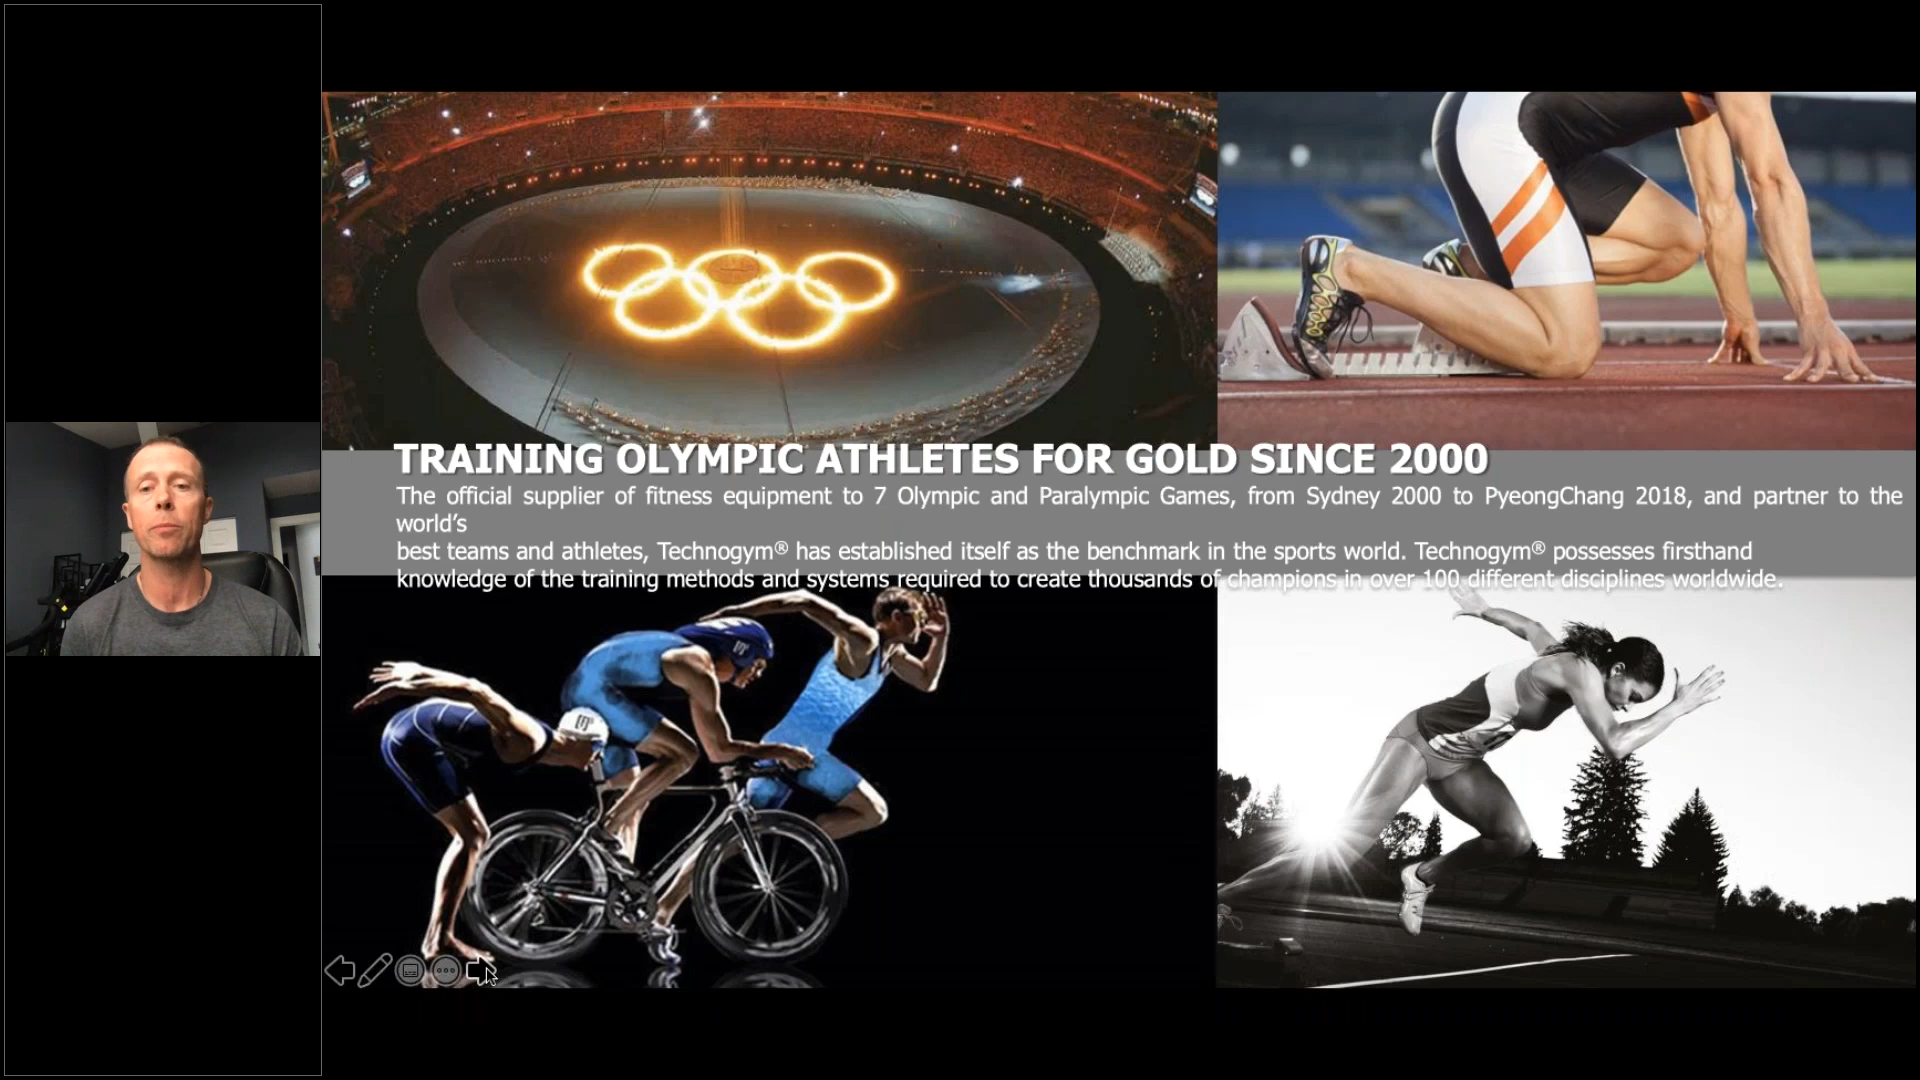 TRAINING OLYMPIC ATHLETES FOR GOLD SINCE 2000
The official supplier of fitness equipment to 7 Olympic and Paralympic Games, from Sydney 2000 to PyeongChang 2018, and partner to the
world’s
best teams and athletes, Technogym® has established itself as the benchmark in the sports world. Technogym® possesses firsthand
knowledge of the training methods and systems required to create thousands of champions in over 100 different disciplines worldwide.